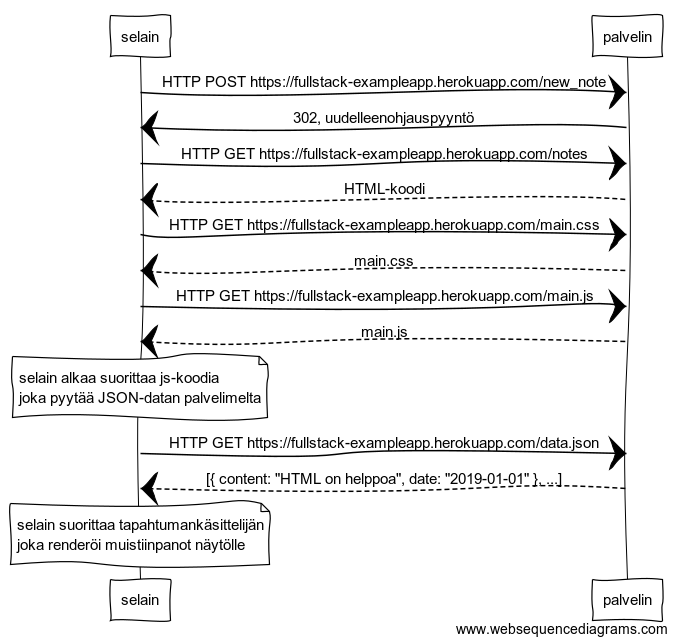 selain
palvelin
HTTP POST https://fullstack-exampleapp.herokuapp.com/new_note
302, uudelleenohjauspyyntö
HTTP GET https://fullstack-exampleapp.herokuapp.com/notes
HTML-koodi
HTTP GET https://fullstack-exampleapp.herokuapp.com/main.css
main.css
HTTP GET https://fullstack-exampleapp.herokuapp.com/main.js
main.js
selain alkaa suorittaa js-koodia
joka pyytää JSON-datan palvelimelta
HTTP GET https://fullstack-exampleapp.herokuapp.com/data.json
[{ content: "HTML on helppoa", date: "2019-01-01" }, ...]
selain suorittaa tapahtumankäsittelijän
joka renderöi muistiinpanot näytölle
selain
palvelin
www.websequencediagrams.com